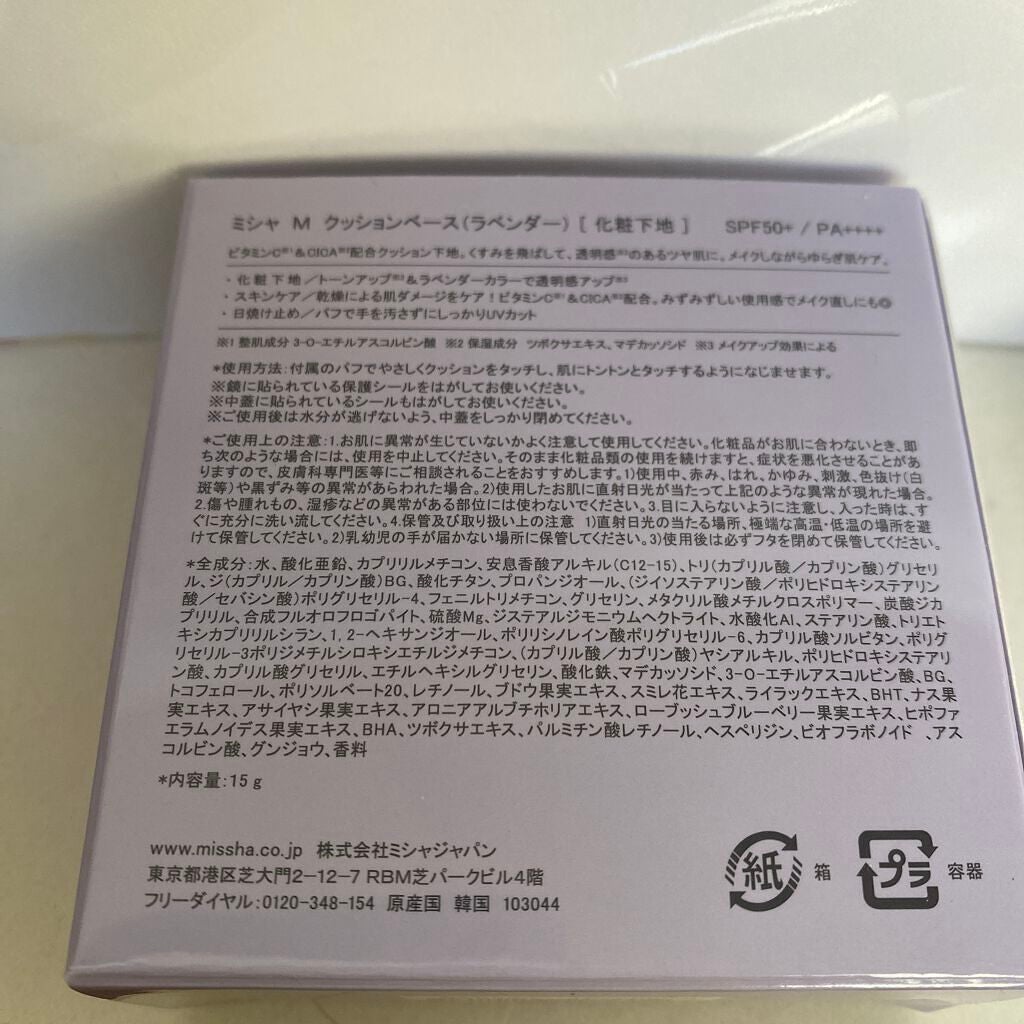 ミシャ M クッションベース(ラベンダー) [ 化粧下地 ] SPF50+ / PA++++
ビタミンC※1&CICA※2配合クッション下地。くすみを飛ばして、透明感※3のあるツヤ肌に。メイクしながらゆらぎ肌ケア。
・化粧下地/トーンアップ※3&ラベンダーカラーで透明感アップ※3
・スキンケア/乾燥による肌ダメージをケア!ビタミンC※1&CICA※2配合。みずみずしい使用感でメイク直しにも◎
・日焼け止め/パフで手を汚さずにしっかりUVカット
※1 整肌成分 3-O-エチルアスコルビン酸 ※2 保湿成分 ツボクサエキス、マデカッソシド ※3 メイクアップ効果による
*使用方法:付属のパフでやさしくクッションをタッチし、肌にトントンとタッチするようになじませます。
※鏡に貼られている保護シールをはがしてお使いください。
※中蓋に貼られているシールもはがしてお使いください。
※ご使用後は水分が逃げないよう、中蓋をしっかり閉めてください。
*ご使用上の注意:1.お肌に異常が生じていないかよく注意して使用してください。化粧品がお肌に合わないとき、即
ち次のような場合には、使用を中止してください。そのまま化粧品類の使用を続けますと、症状を悪化させることがあ
りますので、皮膚科専門医等にご相談されることをおすすめします。1)使用中、赤み、はれ、かゆみ、刺激、色抜け(白
斑等)や黒ずみ等の異常があらわれた場合。2)使用したお肌に直射日光が当たって上記のような異常が現れた場合。
2.傷や腫れもの、湿疹などの異常がある部位には使わないでください。3.目に入らないように注意し、入った時は、す
ぐに充分に洗い流してください。4.保管及び取り扱い上の注意 1)直射日光の当たる場所、極端な高温・低温の場所を避
けて保管してください。2)乳幼児の手が届かない場所に保管してください。3)使用後は必ずフタを閉めて保管してください。
*全成分:水、酸化亜鉛、カプリリルメチコン、安息香酸アルキル(C12-15)、トリ(カプリル酸/カプリン酸)グリセリ
ル、ジ(カプリル/カプリン酸)BG、酸化チタン、プロパンジオール、(ジイソステアリン酸/ポリヒドロキシステアリン
酸/セバシン酸)ポリグリセリル-4、フェニルトリメチコン、グリセリン、メタクリル酸メチルクロスポリマー、炭酸ジカ
プリリル、合成フルオロフロゴパイト、硫酸Mg、ジステアルジモニウムヘクトライト、水酸化Al、ステアリン酸、トリエト
キシカプリリルシラン、1,2-ヘキサンジオール、ポリリシノレイン酸ポリグリセリル-6、カプリル酸ソルビタン、ポリグ
リセリル-3ポリジメチルシロキシエチルジメチコン、(カプリル酸/カプリン酸)ヤシアルキル、ポリヒドロキシステアリ
ン酸、カプリル酸グリセリル、エチルヘキシルグリセリン、酸化鉄、マデカッソシド、3-O-エチルアスコルビン酸、BG、
トコフェロール、ポリソルベート20、レチノール、ブドウ果実エキス、スミレ花エキス、ライラックエキス、BHT、ナス果
実エキス、アサイヤシ果実エキス、アロニアアルブチホリアエキス、ローブッシュブルーベリー果実エキス、ヒポファ
エラムノイデス果実エキス、BHA、ツボクサエキス、パルミチン酸レチノール、ヘスペリジン、ビオフラボノイド 、アス
コルビン酸、グンジョウ、香料
*内容量:15 g
www.missha.co.jp 株式会社ミシャジャパン
東京都港区芝大門2-12-7 RBM芝パークビル4階
フリーダイヤル:0120-348-154 原産国 韓国 103044
紙 箱
プラ 容器